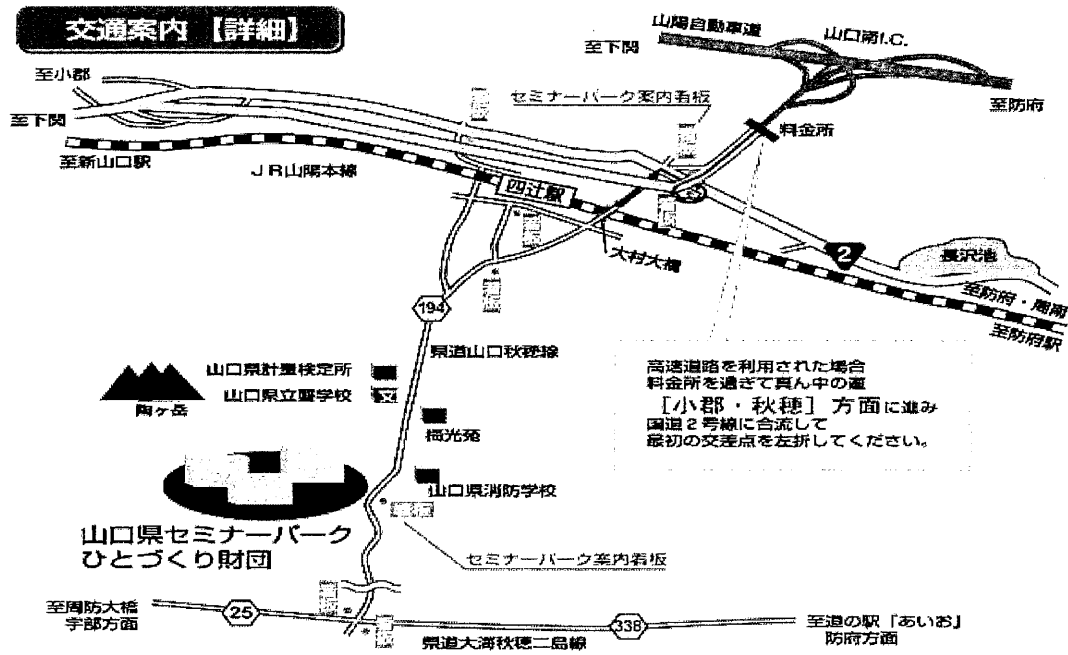 交通案内【詳細】
山陽自動車道
山口南I.C.
至下関
至防府
至小郡
セミナーパーク案内看板
至下関
料金所
至新山口駅
JR山陽本線
四辻駅
大村大橋
2
長沢池
至防府・周南
至防府駅
194
県道山口秋穂線
山口県計量検定所
山口県立聾学校
文
陶ヶ岳
梅光苑
高速道路を利用された場合
料金所を過ぎて真ん中の道
［小郡・秋穂］方面に進み
国道2号線に合流して
最初の交差点を左折してください。
山口県消防学校
山口県セミナーパーク
ひとづくり財団
セミナーパーク案内看板
至周防大橋
宇部方面
25
県道大海秋穂二島線
338
至道の駅「あいお」
防府方面